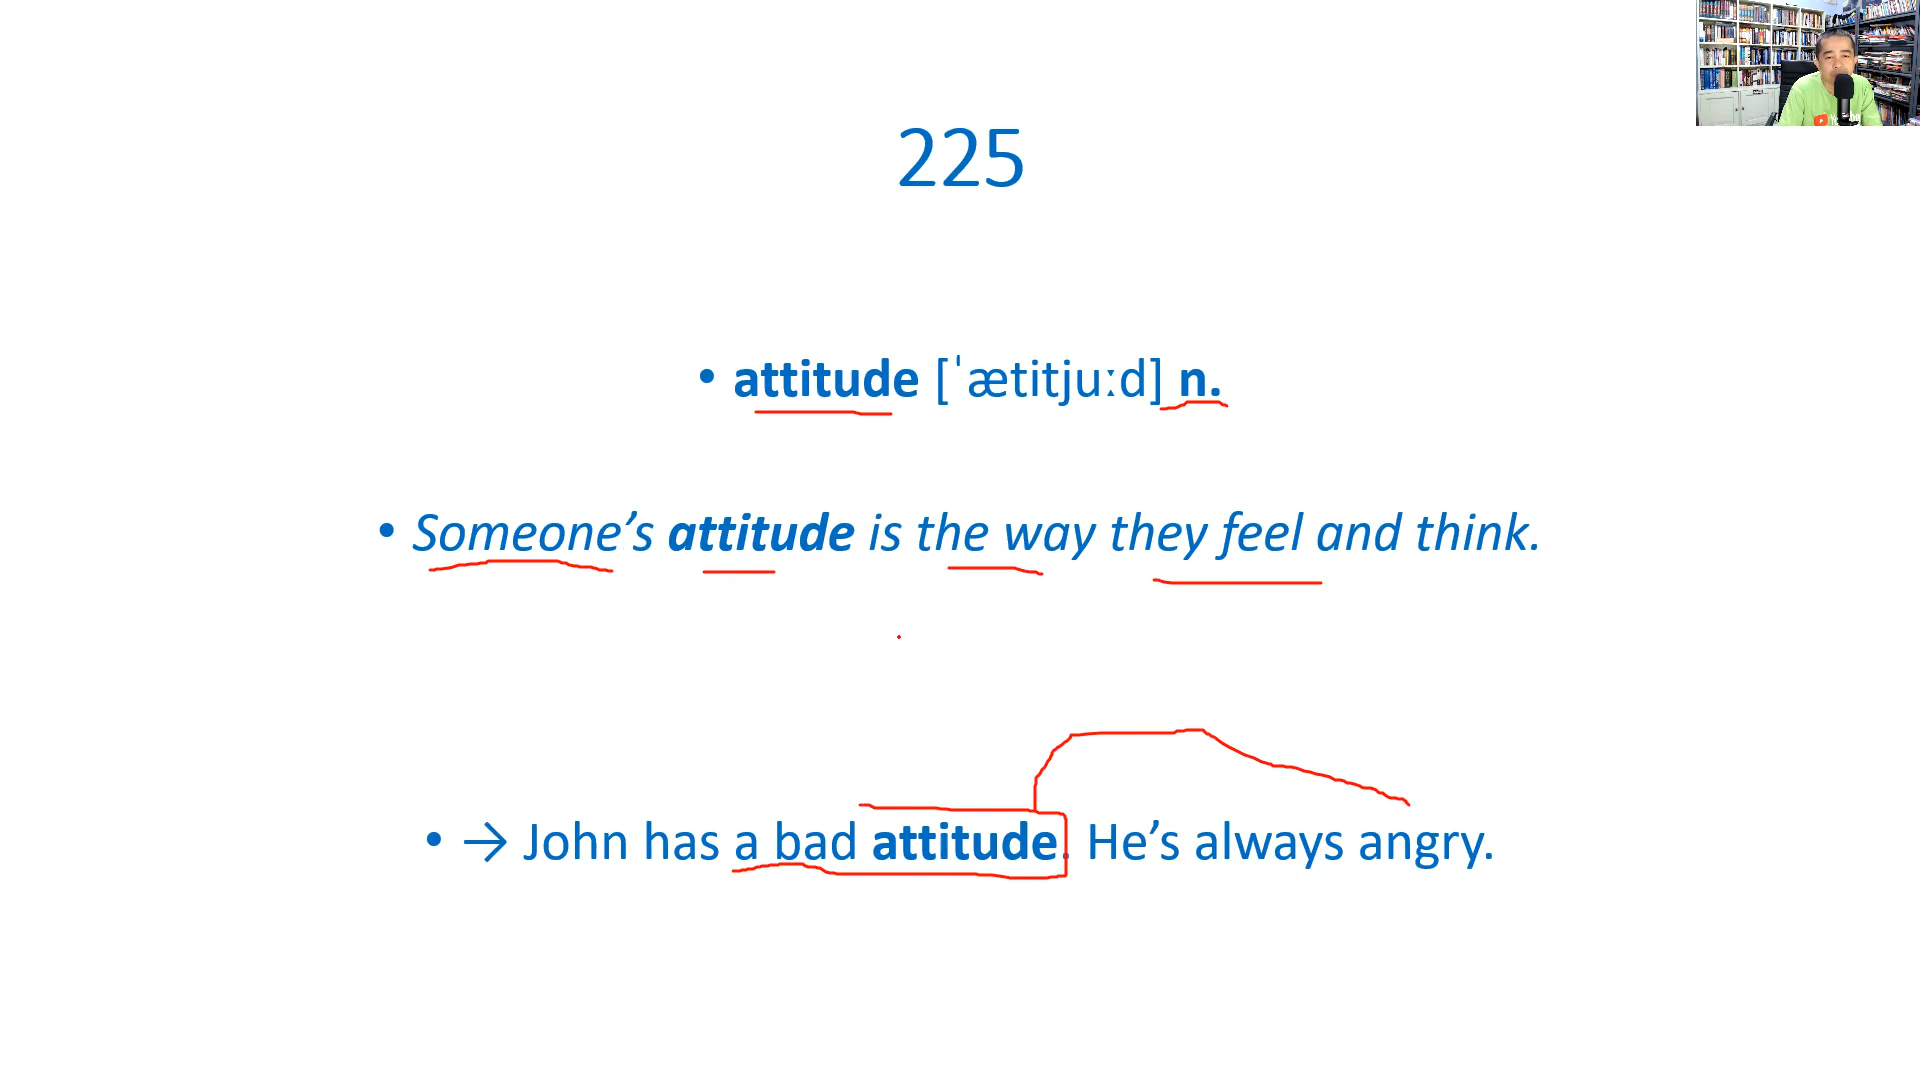 225
• attitude [ˈætitjuːd] n.
• Someone’s attitude is the way they feel and think.
• → John has a bad attitude. He’s always angry.